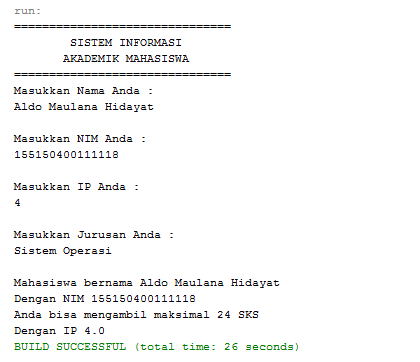 run:
===============================
SISTEM INFORMASI
AKADEMIK MAHASISWA
===============================
Masukkan Nama Anda :
Aldo Maulana Hidayat
Masukkan NIM Anda :
155150400111118
Masukkan IP Anda :
4
Masukkan Jurusan Anda :
Sistem Operasi
Mahasiswa bernama Aldo Maulana Hidayat
Dengan NIM 155150400111118
Anda bisa mengambil maksimal 24 SKS
Dengan IP 4.0
BUILD SUCCESSFUL (total time: 26 seconds)